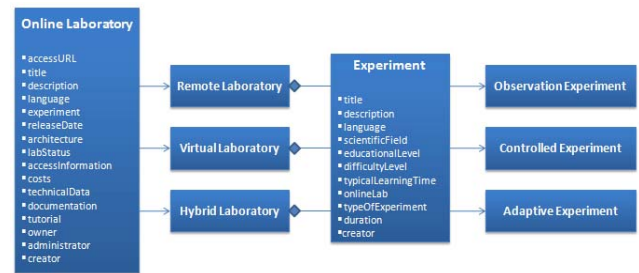 Online Laboratory
▪ accessURL
▪ title
▪ description
▪ language
▪ experiment
▪ releaseDate
▪ architecture
▪ labStatus
▪ accessInformation
▪ costs
▪ technicalData
▪ documentation
▪ tutorial
▪ owner
▪ administrator
▪ creator
Remote Laboratory
Virtual Laboratory
Hybrid Laboratory
Experiment
▪ title
▪ description
▪ language
▪ scientificField
▪ educationalLevel
▪ difficultyLevel
▪ typicalLearningTime
▪ onlineLab
▪ typeOfExperiment
▪ duration
▪ creator
Observation Experiment
Controlled Experiment
Adaptive Experiment